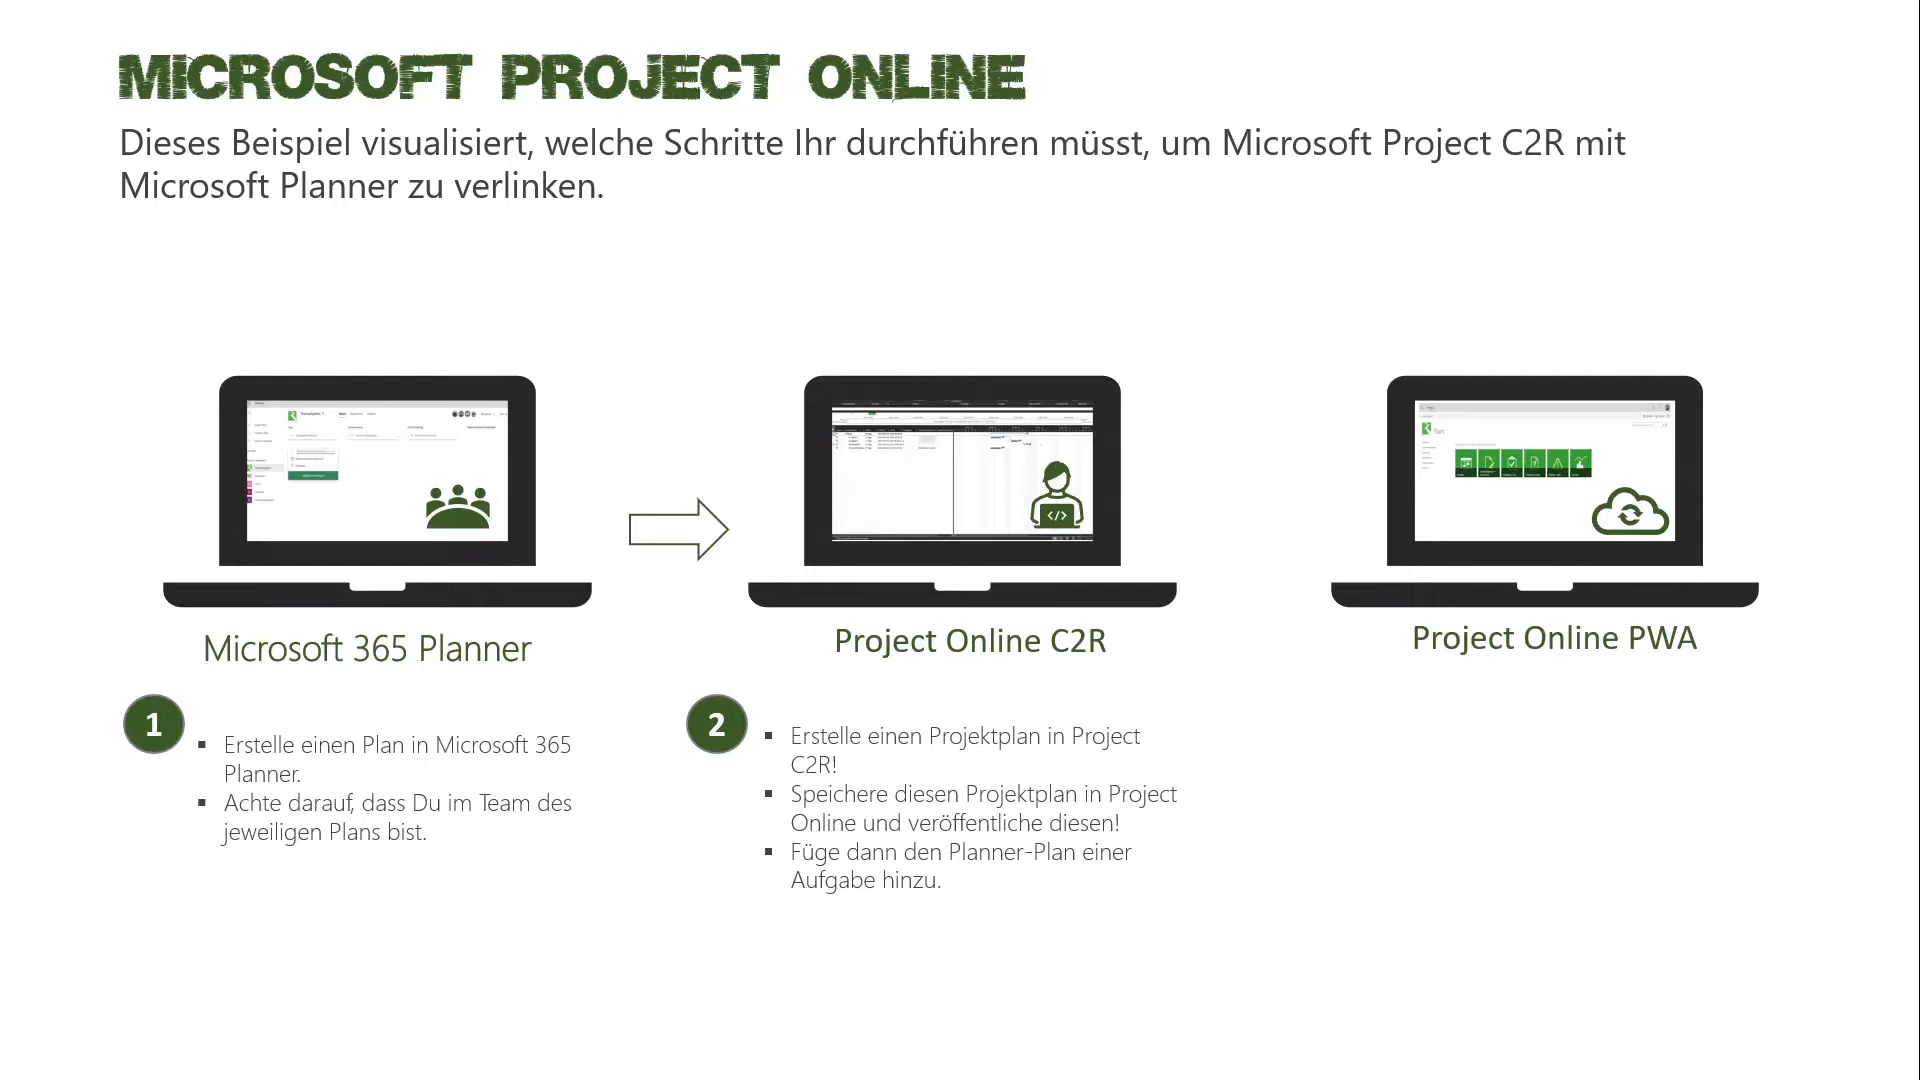 MICROSOFT PROJECT ONLINE
Dieses Beispiel visualisiert, welche Schritte Ihr durchführen müsst, um Microsoft Project C2R mit
Microsoft Planner zu verlinken.
Start
</>
Microsoft 365 Planner
Project Online C2R
Project Online PWA
1
Erstelle einen Plan in Microsoft 365
Planner.
Achte darauf, dass Du im Team des
jeweiligen Plans bist.
2
Erstelle einen Projektplan in Project
C2R!
Speichere diesen Projektplan in Project
Online und veröffentliche diesen!
Füge dann den Planner-Plan einer
Aufgabe hinzu.